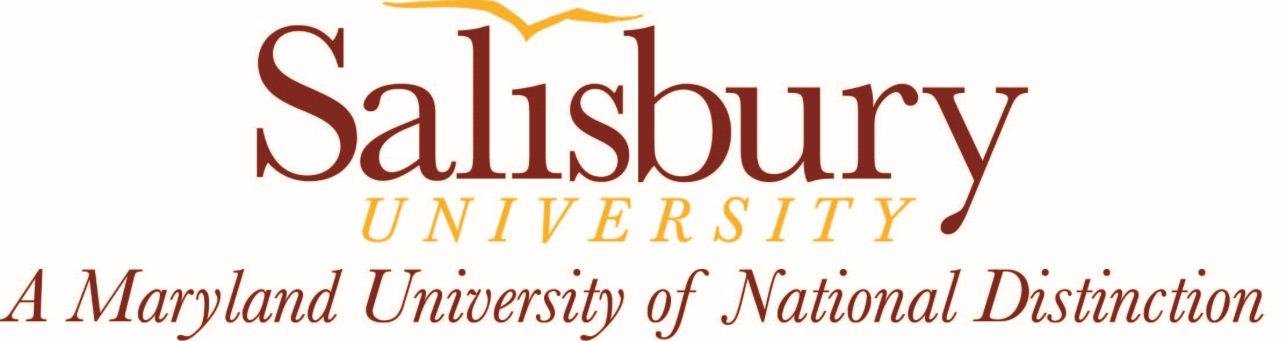 Salisbury
UNIVERSITY
A Maryland University of National Distinction